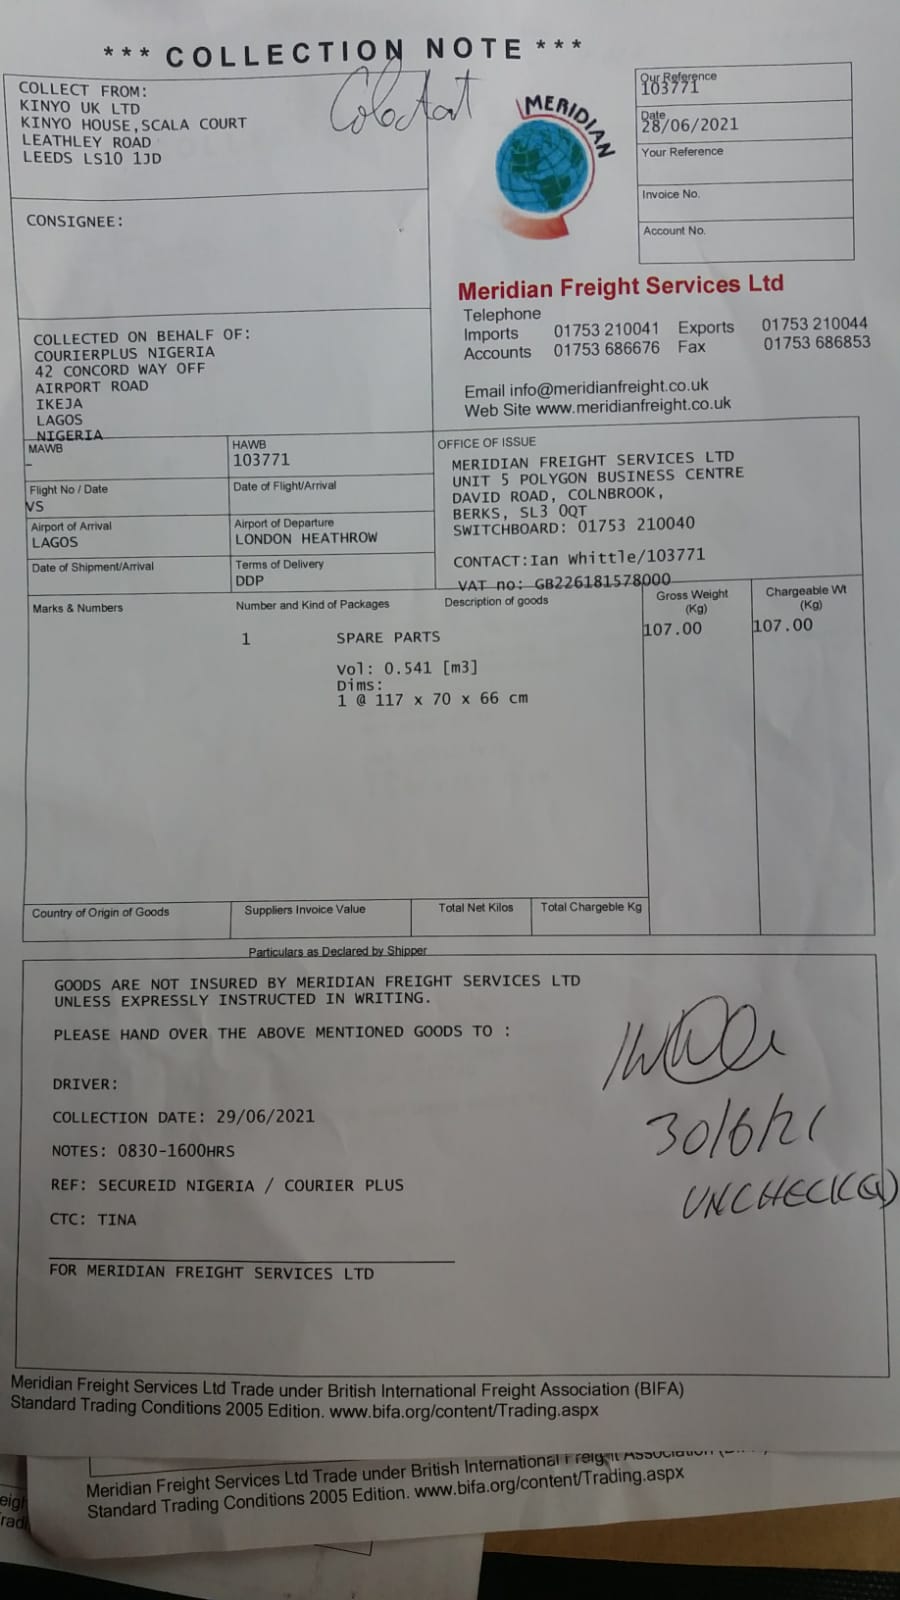 *** COLLECTION NOTE ***
COLLECT FROM:
KINYO UK LTD
KINYO HOUSE,SCALA COURT
LEATHLEY ROAD
LEEDS LS10 1JD
MERIDIAN
Our Reference
103771
Date
28/06/2021
Your Reference
Invoice No.
Account No.
CONSIGNEE:
Meridian Freight Services Ltd
Telephone
Imports 01753 210041 Exports 01753 210044
Accounts 01753 686676 Fax 01753 686853
Email info@meridianfreight.co.uk
Web Site www.meridianfreight.co.uk
COLLECTED ON BEHALF OF:
COURIERPLUS NIGERIA
42 CONCORD WAY OFF
AIRPORT ROAD
IKEJA
LAGOS
NIGERIA
MAWB
–
HAWB
103771
Flight No / Date
VS
Date of Flight/Arrival
Airport of Arrival
LAGOS
Airport of Departure
LONDON HEATHROW
Date of Shipment/Arrival
Terms of Delivery
DDP
OFFICE OF ISSUE
MERIDIAN FREIGHT SERVICES LTD
UNIT 5 POLYGON BUSINESS CENTRE
DAVID ROAD, COLNBROOK,
BERKS, SL3 0QT
SWITCHBOARD: 01753 210040
CONTACT:Ian Whittle/103771
VAT no: GB226181578000
Marks & Numbers Number and Kind of Packages Description of goods Gross Weight (Kg) Chargeable Wt (Kg)
1 SPARE PARTS 107.00 107.00
Vol: 0.541 [m3]
Dims:
1 @ 117 x 70 x 66 cm
Country of Origin of Goods Suppliers Invoice Value Total Net Kilos Total Chargeble Kg
Particulars as Declared by Shipper
GOODS ARE NOT INSURED BY MERIDIAN FREIGHT SERVICES LTD
UNLESS EXPRESSLY INSTRUCTED IN WRITING.
PLEASE HAND OVER THE ABOVE MENTIONED GOODS TO :
DRIVER:
COLLECTION DATE: 29/06/2021
NOTES: 0830-1600HRS
REF: SECUREID NIGERIA / COURIER PLUS
CTC: TINA
30/6/21
UNCHECKED
FOR MERIDIAN FREIGHT SERVICES LTD
Meridian Freight Services Ltd Trade under British International Freight Association (BIFA)
Standard Trading Conditions 2005 Edition. www.bifa.org/content/Trading.aspx
Meridian Freight Services Ltd Trade under British International Freight Association
Standard Trading Conditions 2005 Edition. www.bifa.org/content/Trading.aspx